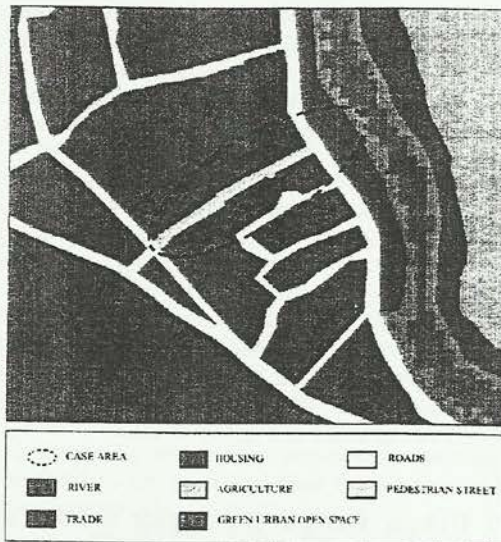 CASE AREA HOUSING ROADS
RIVER AGRICULTURE PEDESTRIAN STREET
TRADE GREEN URBAN OPEN SPACE